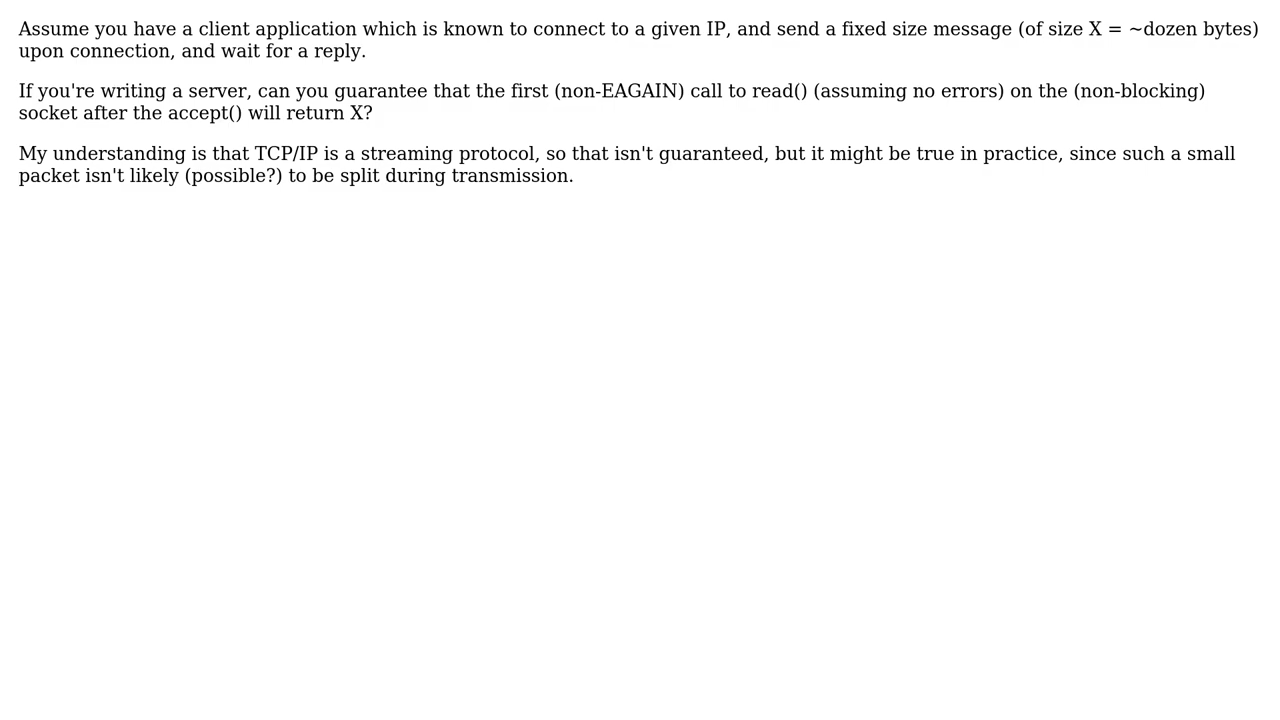 Assume you have a client application which is known to connect to a given IP, and send a fixed size message (of size X = ~dozen bytes)
upon connection, and wait for a reply.
If you're writing a server, can you guarantee that the first (non-EAGAIN) call to read() (assuming no errors) on the (non-blocking)
socket after the accept() will return X?
My understanding is that TCP/IP is a streaming protocol, so that isn't guaranteed, but it might be true in practice, since such a small
packet isn't likely (possible?) to be split during transmission.